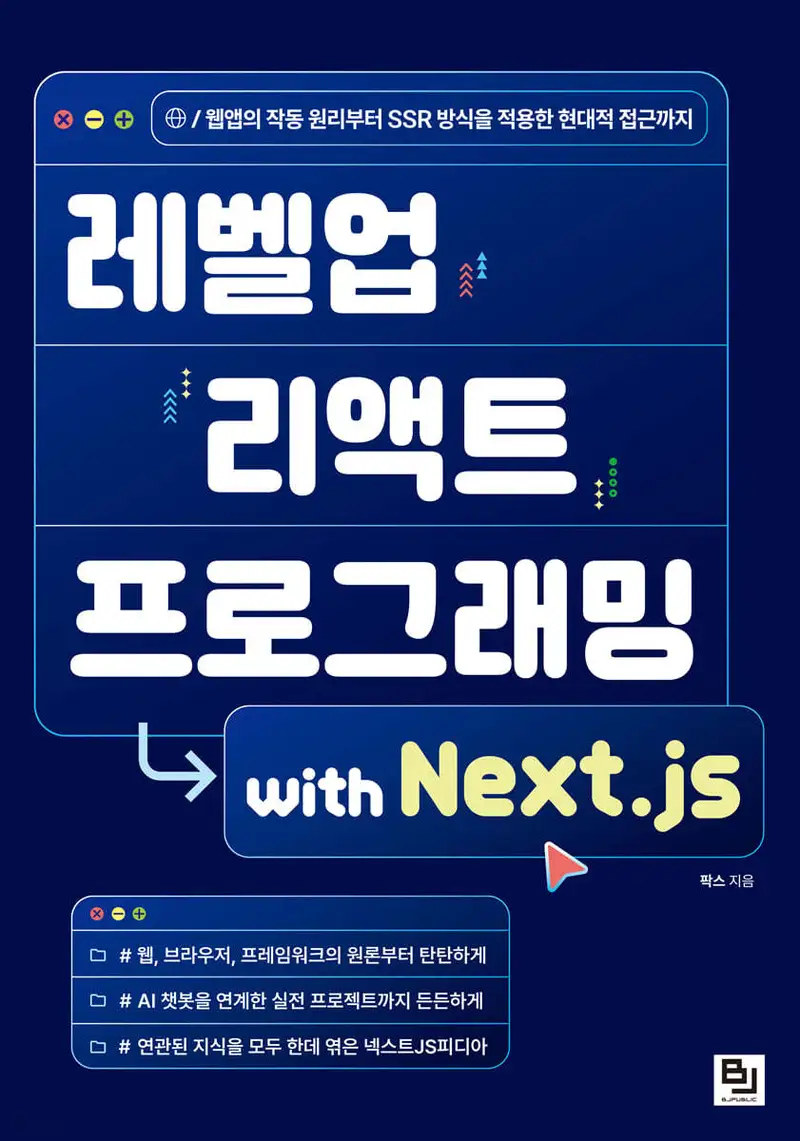 / 웹앱의 작동 원리부터 SSR 방식을 적용한 현대적 접근까지
레벨업
리액트
프로그래밍
with Next.js
팍스 지음
# 웹, 브라우저, 프레임워크의 원론부터 탄탄하게
# AI 챗봇을 연계한 실전 프로젝트까지 든든하게
# 연관된 지식을 모두 한데 엮은 넥스트JS피디아
BJ
BJPUBLIC